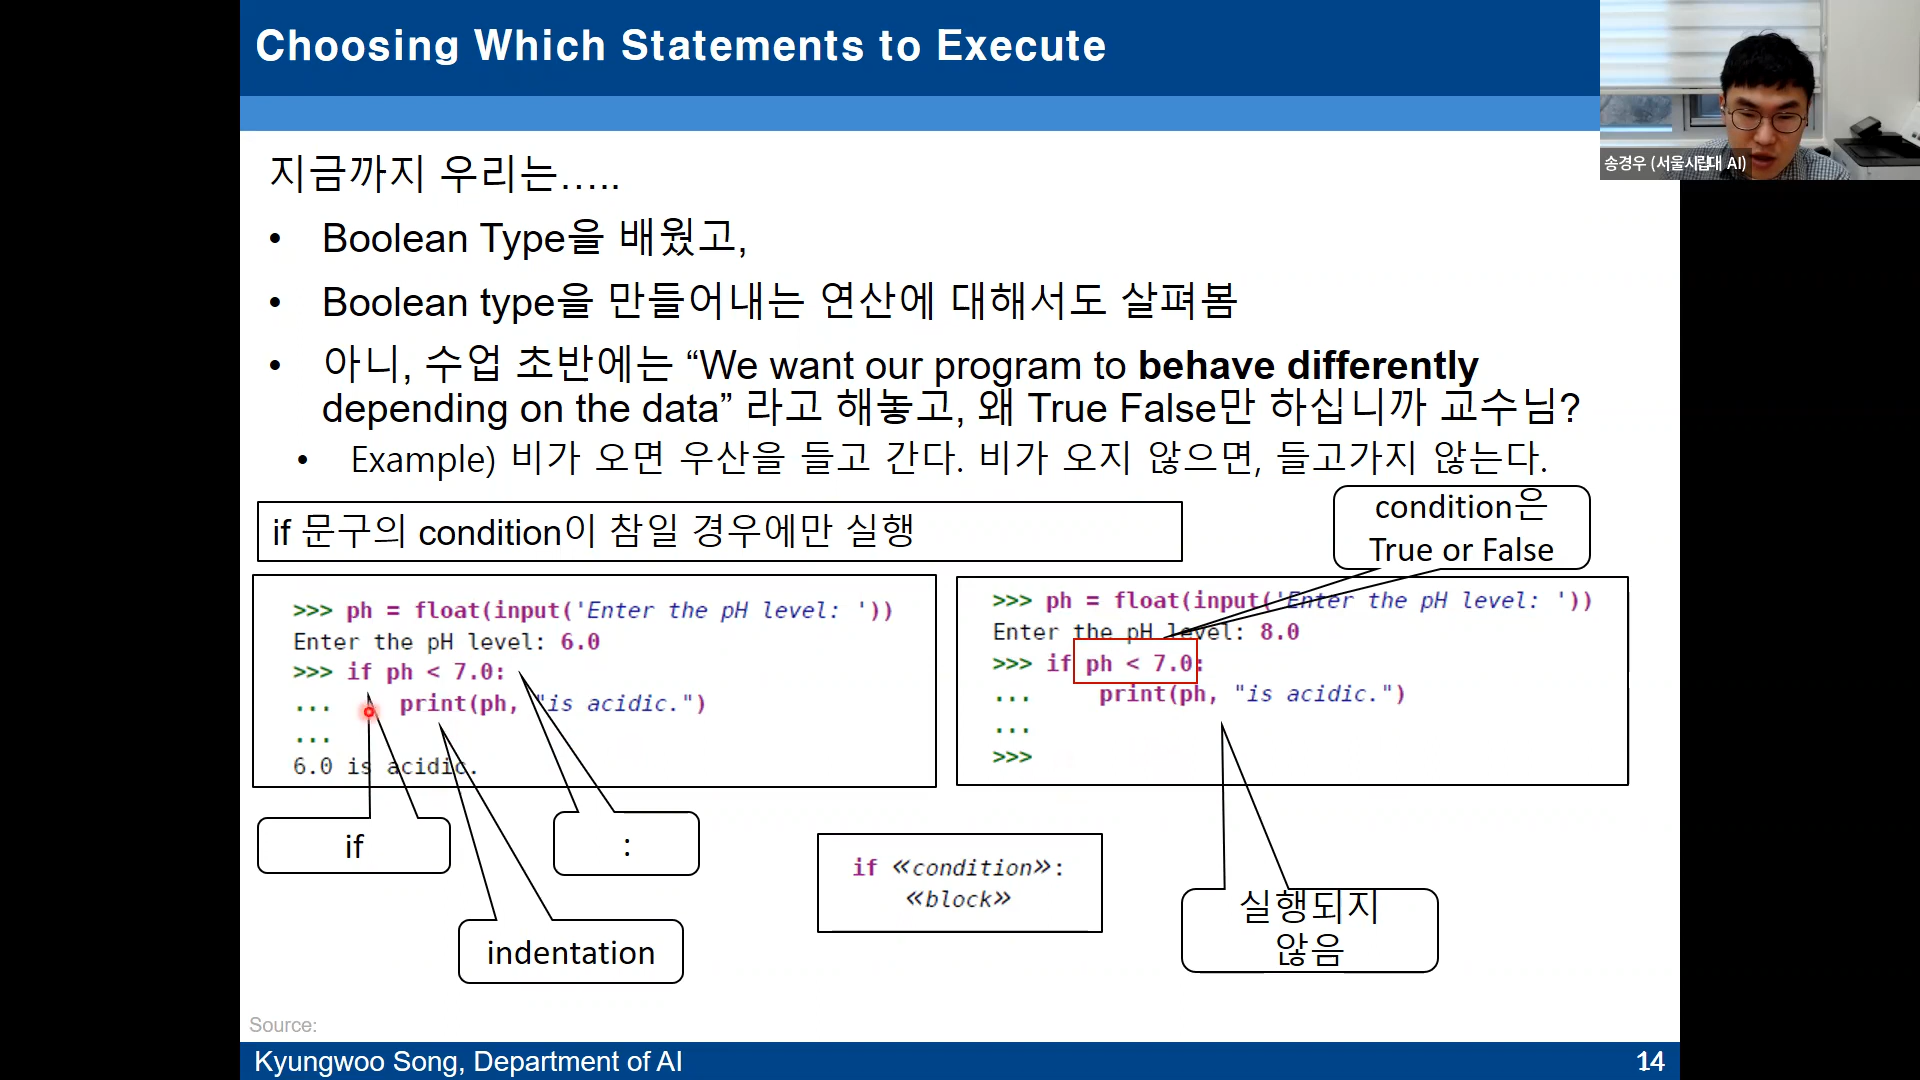 Choosing Which Statements to Execute
송경우 (서울시립대 AI)
지금까지 우리는…..
• Boolean Type을 배웠고,
• Boolean type을 만들어내는 연산에 대해서도 살펴봄
• 아니, 수업 초반에는 “We want our program to behave differently
depending on the data” 라고 해놓고, 왜 True False만 하십니까 교수님?
• Example) 비가 오면 우산을 들고 간다. 비가 오지 않으면, 들고가지 않는다.
if 문구의 condition이 참일 경우에만 실행
condition은
True or False
>>> ph = float(input('Enter the pH level: '))
Enter the pH level: 6.0
>>> if ph < 7.0:
...     print(ph, "is acidic.")
...
6.0 is acidic.
>>> ph = float(input('Enter the pH level: '))
Enter the pH level: 8.0
>>> if ph < 7.0:
...     print(ph, "is acidic.")
...
>>>
if
:
indentation
if «condition»:
«block»
실행되지
않음
Source:
Kyungwoo Song, Department of AI
14